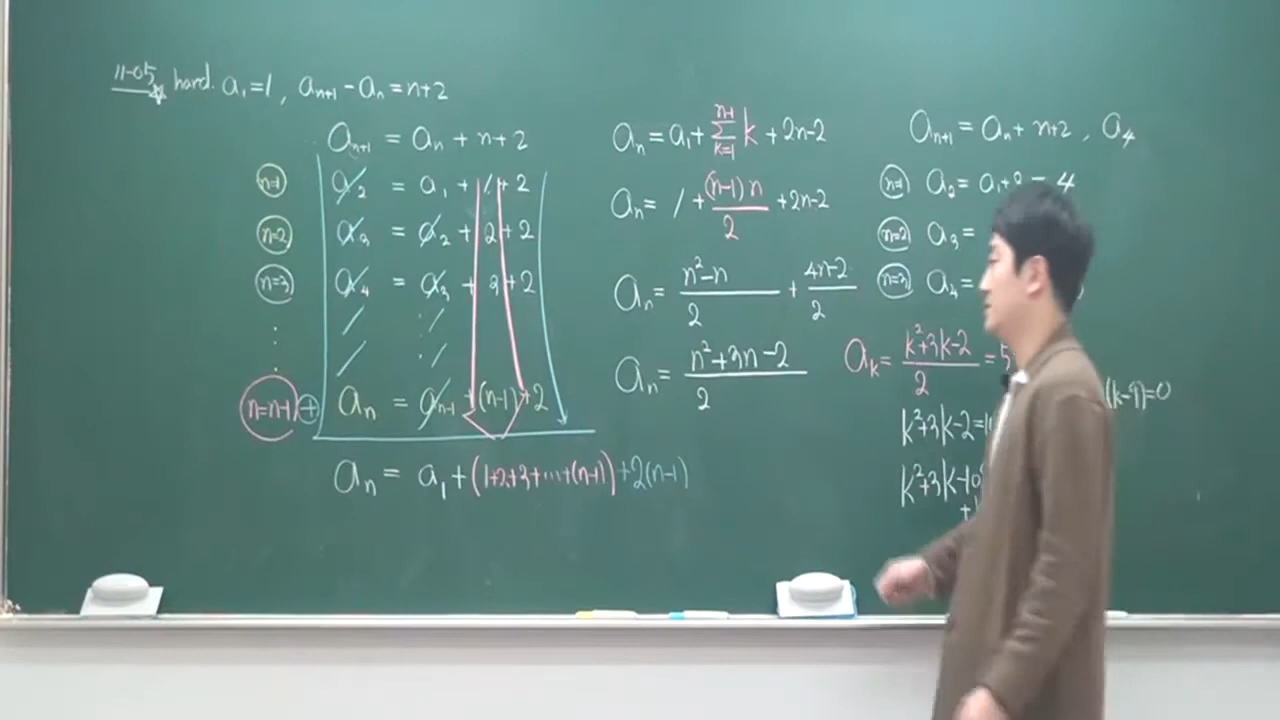 11-05 hard. a₁=1, aₙ₊₁-aₙ=n+2
aₙ₊₁ = aₙ + n+2
n=1 a₂ = a₁ + 1+2
n=2 a₃ = a₂ + 2+2
n=3 a₄ = a₃ + 3+2
n=n-1 + aₙ = aₙ₋₁ + (n-1)+2
aₙ = a₁+(1+2+3+…+(n-1))+2(n-1)
aₙ=a₁+∑ₖ₌₁ⁿ⁻¹ k +2n-2
aₙ= 1+(n-1)n/2 +2n-2
aₙ= n²-n/2 + 4n-2/2
aₙ= n²+3n-2/2
aₙ₊₁ = aₙ+n+2, a₄
n=1 a₂= a₁+3 = 4
n=2 a₃=
n=3 a₄=
aₖ= k²+3k-2/2 = 5
k²+3k-2=1
k²+3k-10
(k-9)=0